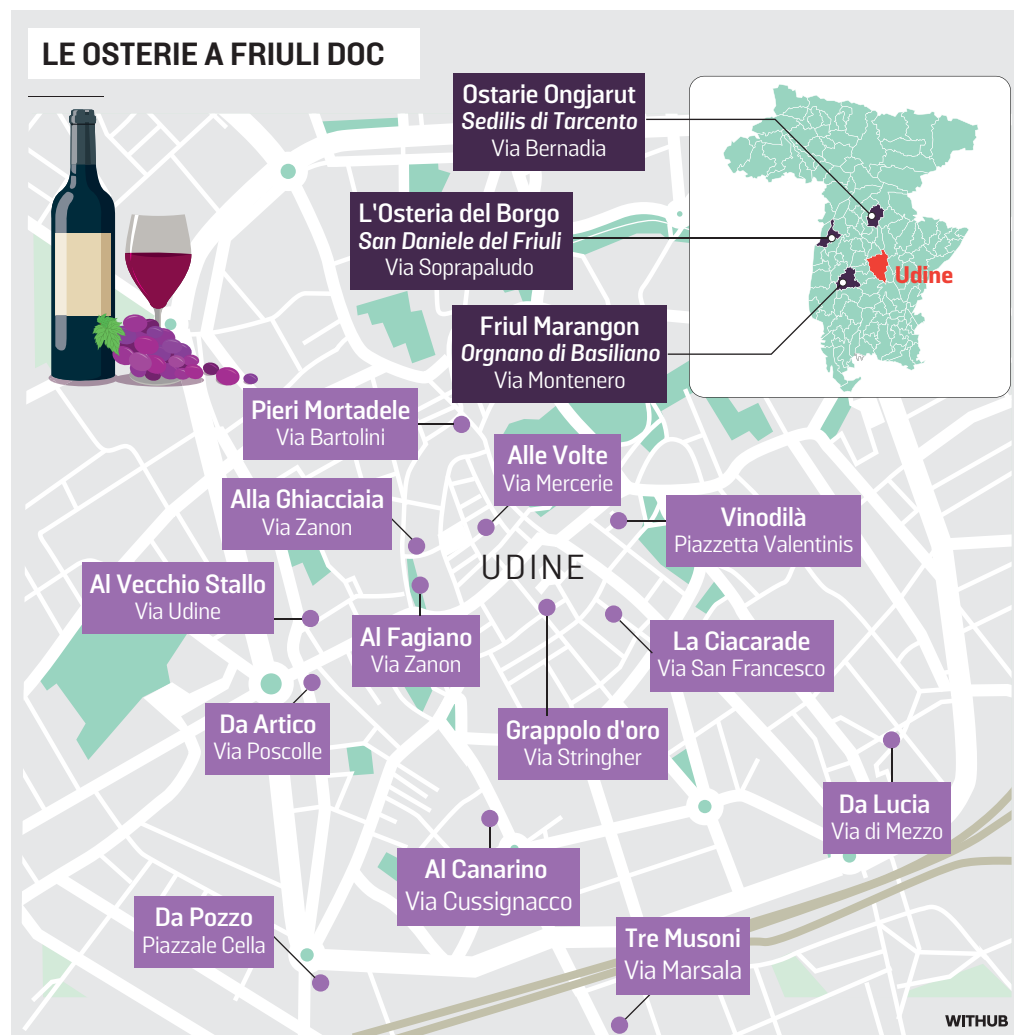 LE OSTERIE A FRIULI DOC
Ostarie Ongjarut
Sedilis di Tarcento
Via Bernadia
L'Osteria del Borgo
San Daniele del Friuli
Via Soprapaludo
Udine
Friul Marangon
Orgnano di Basiliano
Via Montenero
Pieri Mortadele
Via Bartolini
Alle Volte
Via Mercerie
Alla Ghiacciaia
Via Zanon
Vinodilà
Piazzetta Valentinis
UDINE
Al Vecchio Stallo
Via Udine
Al Fagiano
Via Zanon
La Ciacarade
Via San Francesco
Da Artico
Via Poscolle
Grappolo d'oro
Via Stringher
Da Lucia
Via di Mezzo
Al Canarino
Via Cussignacco
Da Pozzo
Piazzale Cella
Tre Musoni
Via Marsala
WITHUB